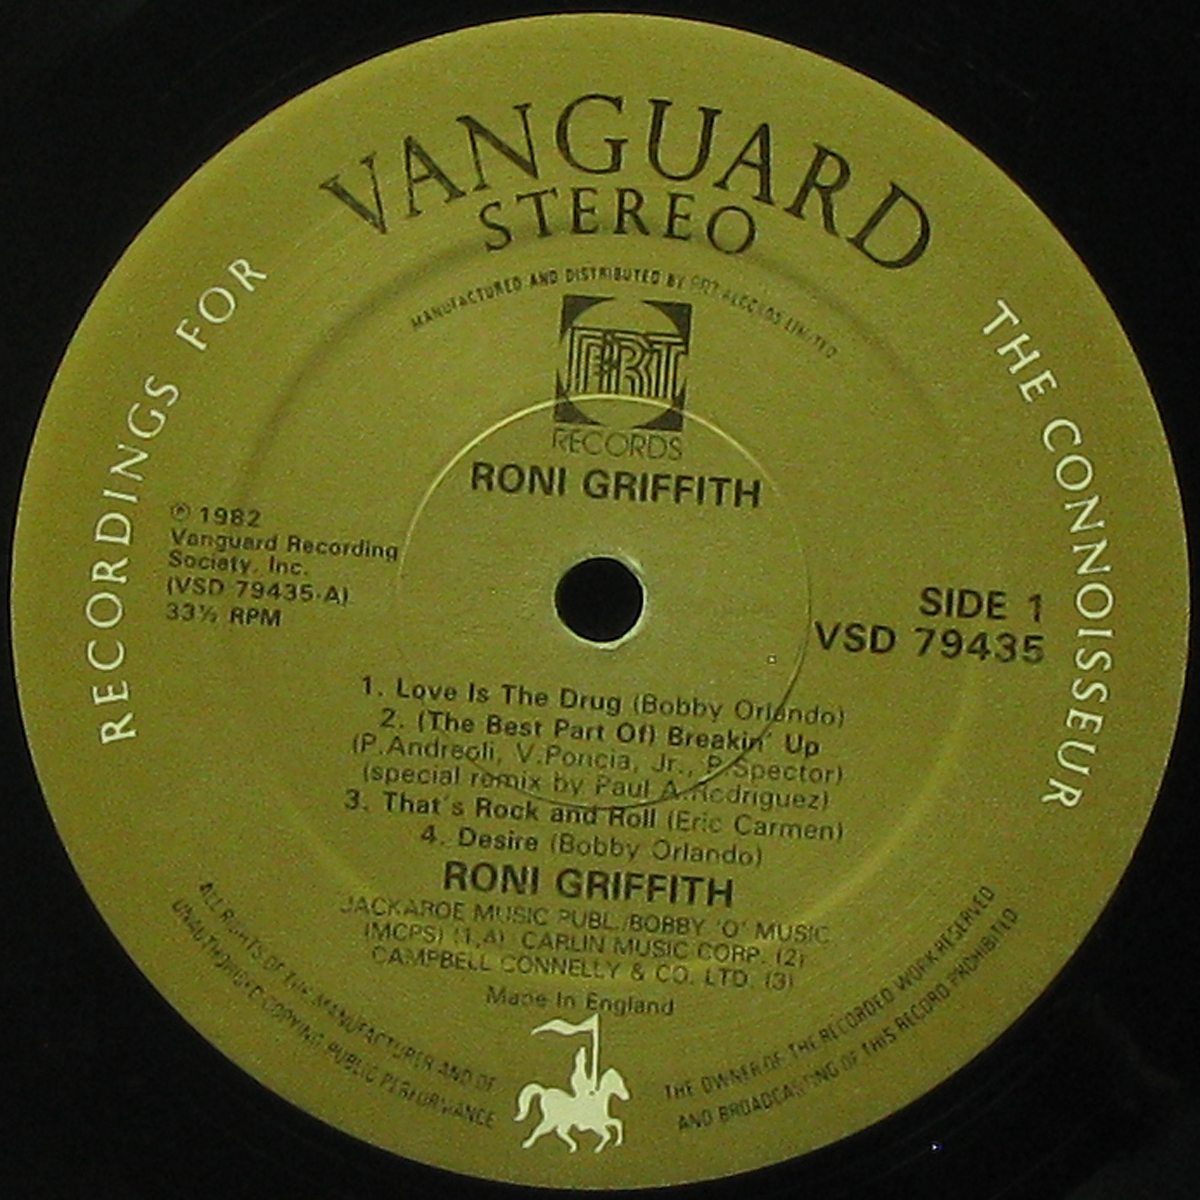 VANGUARD
STEREO
RECORDINGS FOR THE CONNOISSEUR
MANUFACTURED AND DISTRIBUTED BY PRT RECORDS LIMITED
PRT
RECORDS
RONI GRIFFITH
℗ 1982
Vanguard Recording
Society, Inc.
(VSD 79435-A)
33⅓ RPM
SIDE 1
VSD 79435
1. Love Is The Drug (Bobby Orlando)
2. (The Best Part Of) Breakin' Up
(P.Andreoli, V.Poncia, Jr., P.Spector)
(special remix by Paul A.Rodriguez)
3. That's Rock and Roll (Eric Carmen)
4. Desire (Bobby Orlando)
RONI GRIFFITH
JACKAROE MUSIC PUBL./BOBBY 'O' MUSIC
(MCPS) (1,4) CARLIN MUSIC CORP. (2)
CAMPBELL CONNELLY & CO. LTD. (3)
Made In England
ALL RIGHTS OF THE MANUFACTURER AND OF THE OWNER OF THE RECORDED WORK RESERVED
UNAUTHORISED COPYING PUBLIC PERFORMANCE AND BROADCASTING OF THIS RECORD PROHIBITED